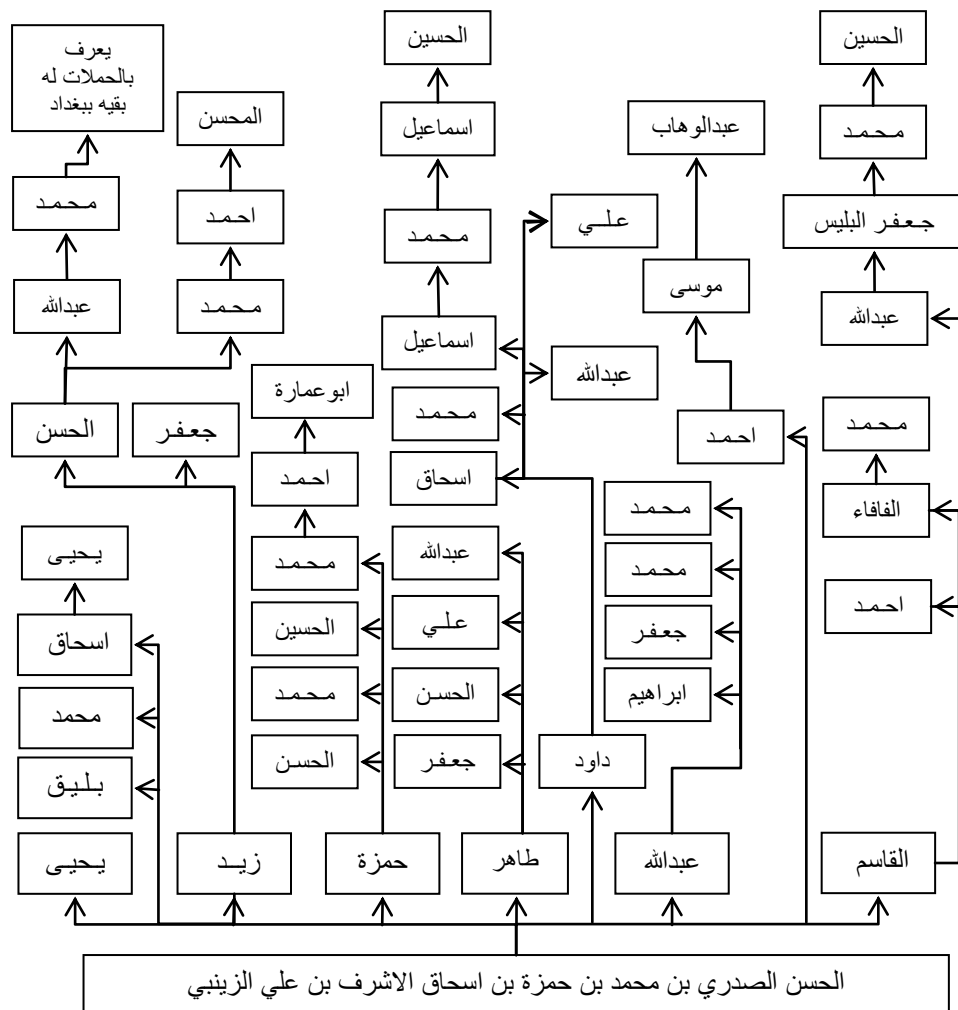 الحسين
الحسين
يعرف
بالحملات له
بقيه ببغداد
محمد
عبدالوهاب
اسماعيل
المحسن
جعفر البليس
علي
محمد
احمد
محمد
موسى
عبدالله
اسماعيل
محمد
عبدالله
عبدالله
ابوعمارة
محمد
احمد
محمد
جعفر
الحسن
الفافاء
محمد
اسحاق
احمد
احمد
محمد
جعفر
ابراهيم
عبدالله
علي
الحسن
جعفر
محمد
الحسين
محمد
الحسن
يحيى
اسحاق
محمد
بليق
داود
القاسم
عبدالله
طاهر
حمزة
زيد
يحيى
الحسن الصدري بن محمد بن حمزة بن اسحاق الاشرف بن علي الزينبي